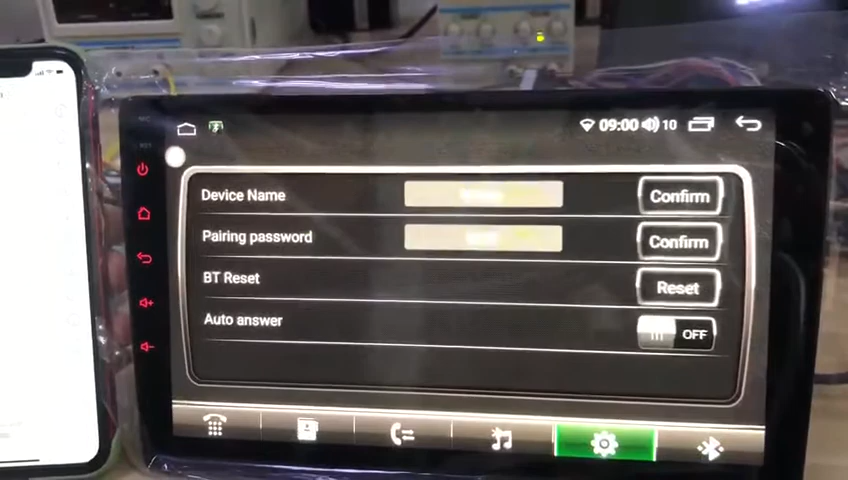 09:00 10
Device Name Confirm
Pairing password Confirm
BT Reset Reset
Auto answer OFF